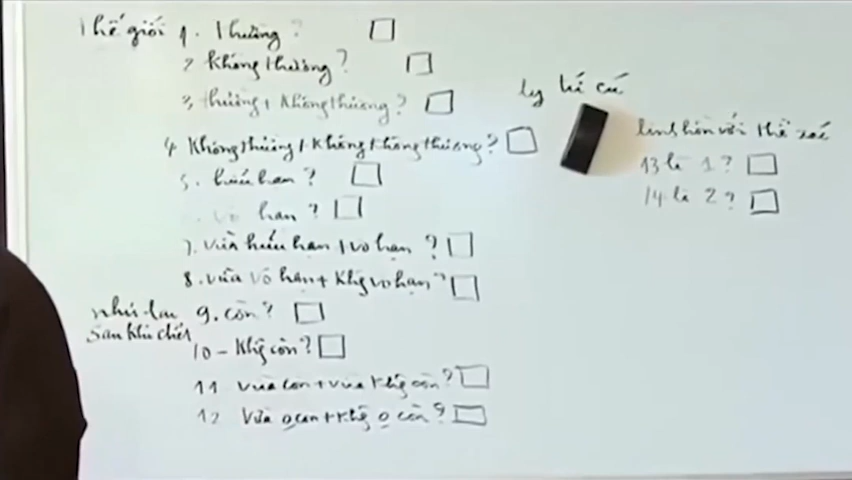 Thế giới 1. Thường?
2 Không thường?
3, thường + không thường?
4 Không thường + không không thường?
5. hữu hạn?
vô hạn?
7. vừa hữu hạn + vô hạn?
8. vừa vô hạn + khg vô hạn?
như lai 9. còn?
sau khi chết
10 - Khg còn?
11 vừa còn + vừa khg còn?
12 Vừa o còn + khg o còn?
ly tứ cú
linh hồn với thể xác
13 là 1?
14 là 2?